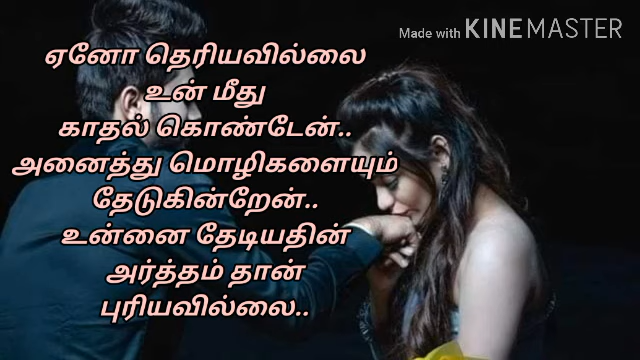 Made with KINEMASTER
ஏனோ தெரியவில்லை
உன் மீது
காதல் கொண்டேன்..
அனைத்து மொழிகளையும்
தேடுகின்றேன்..
உன்னை தேடியதின்
அர்த்தம் தான்
புரியவில்லை..